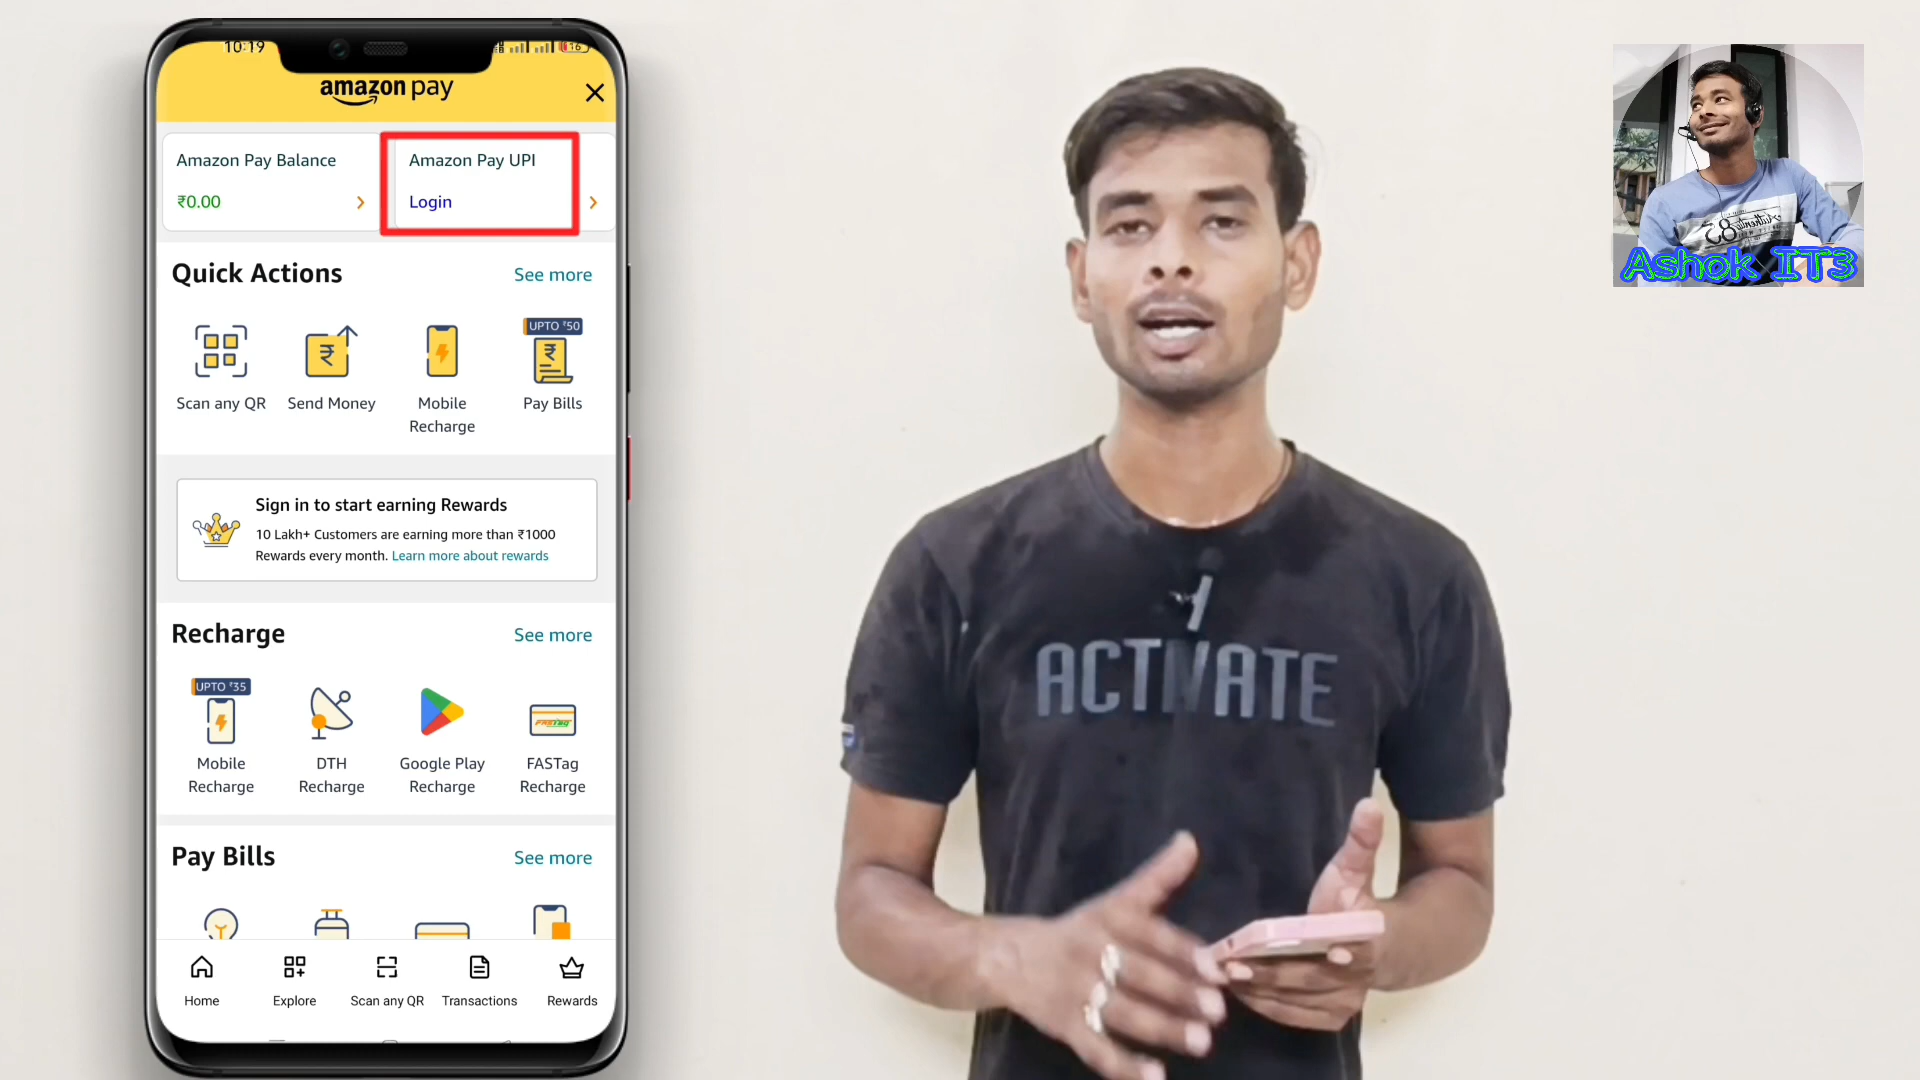 10:19
16
amazon pay
Amazon Pay Balance
₹0.00
Amazon Pay UPI
Login
Quick Actions
See more
UPTO ₹50
Scan any QR
Send Money
Mobile
Recharge
Pay Bills
Sign in to start earning Rewards
10 Lakh+ Customers are earning more than ₹1000
Rewards every month. Learn more about rewards
Recharge
See more
UPTO ₹35
FASTag
Mobile
Recharge
DTH
Recharge
Google Play
Recharge
FASTag
Recharge
Pay Bills
See more
Home
Explore
Scan any QR
Transactions
Rewards
ACTIVATE
Authentic
83
Ashok IT3